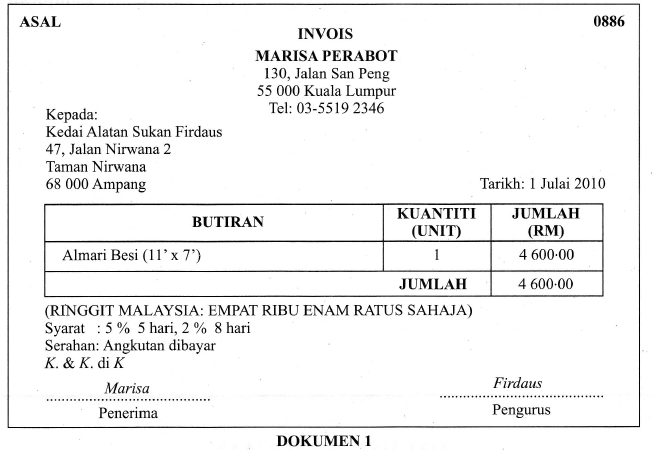 ASAL 0886
INVOIS
MARISA PERABOT
130, Jalan San Peng
55 000 Kuala Lumpur
Tel: 03-5519 2346
Kepada:
Kedai Alatan Sukan Firdaus
47, Jalan Nirwana 2
Taman Nirwana
68 000 Ampang
Tarikh: 1 Julai 2010
BUTIRAN KUANTITI (UNIT) JUMLAH (RM)
Almari Besi (11' x 7') 1 4 600·00
JUMLAH 4 600·00
(RINGGIT MALAYSIA: EMPAT RIBU ENAM RATUS SAHAJA)
Syarat : 5 % 5 hari, 2 % 8 hari
Serahan: Angkutan dibayar
K. & K. di K
Marisa Firdaus
Penerima Pengurus
DOKUMEN 1